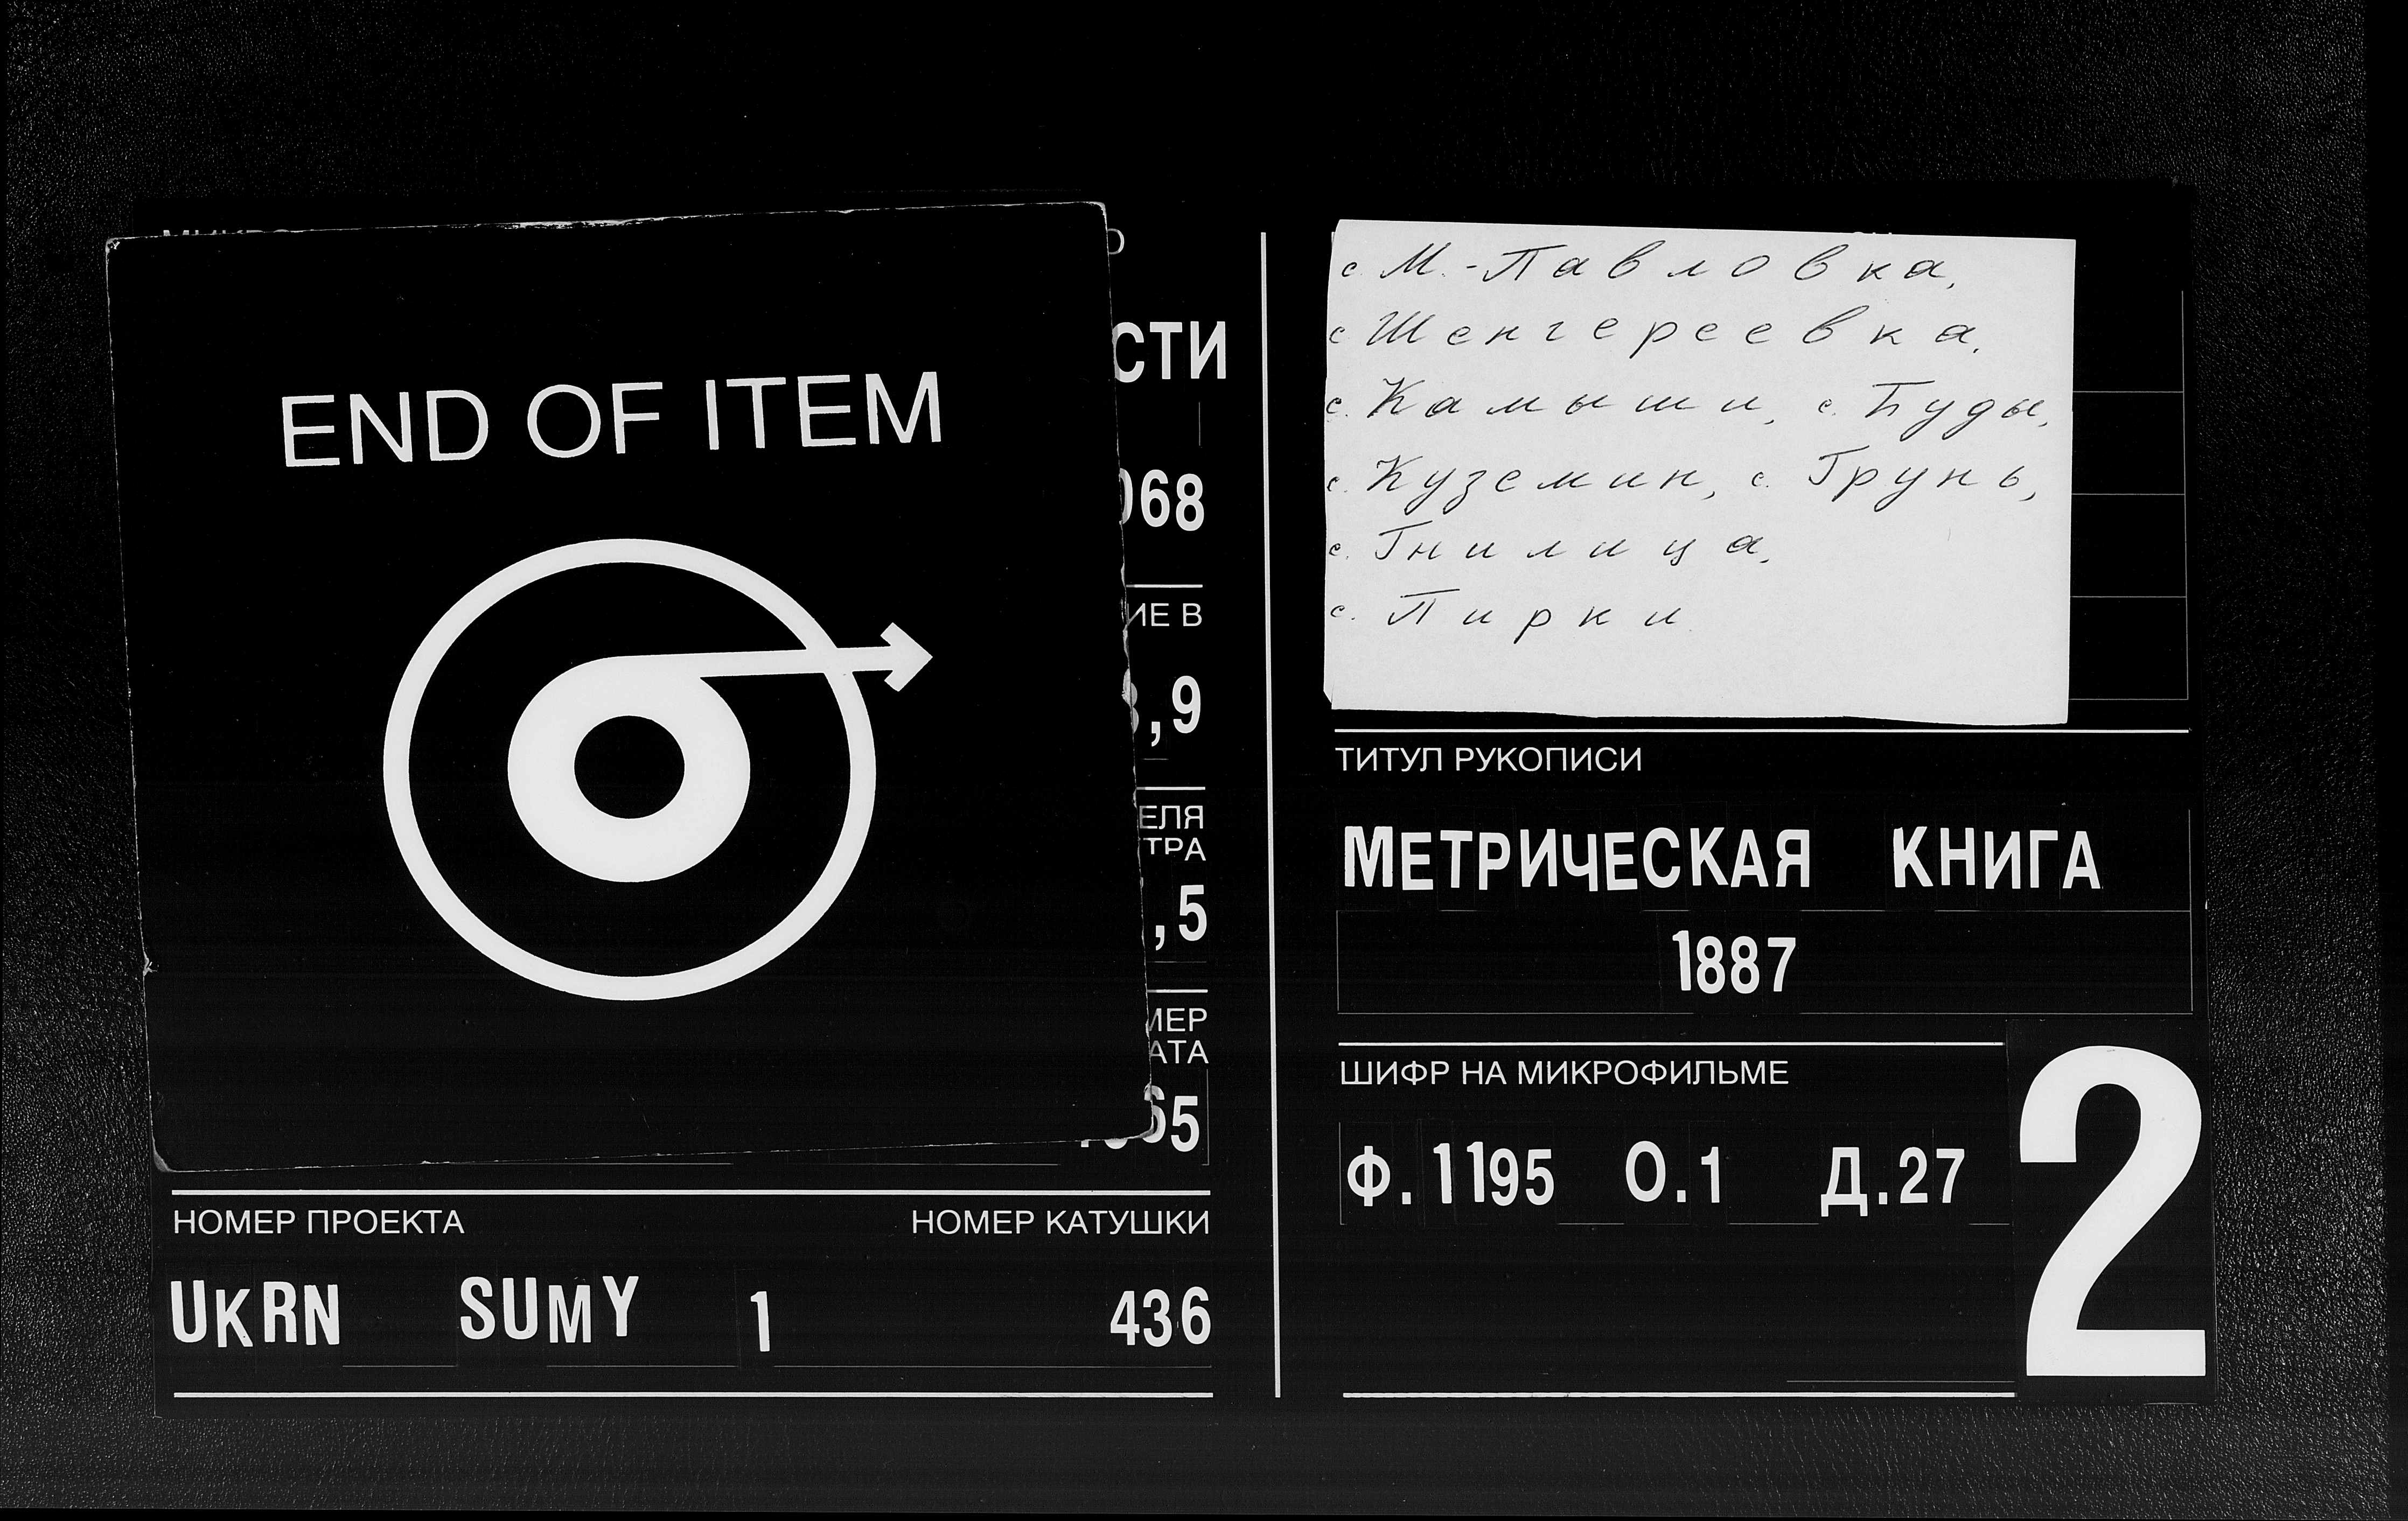 END OF ITEM
СТИ
068
ИЕ В
,9
ЕЛЯ
ТРА
,5
МЕР
АТА
65
НОМЕР ПРОЕКТА НОМЕР КАТУШКИ
UKRN SUMY 1 436
с. М.-Павловка,
с Шенгереевка,
с. Камыши, с. Буды,
с. Куземин, с. Грунь,
с. Гнилица,
с. Пирки
ТИТУЛ РУКОПИСИ
МЕТРИЧЕСКАЯ КНИГА
1887
ШИФР НА МИКРОФИЛЬМЕ
Ф.1195 О.1 Д.27
2